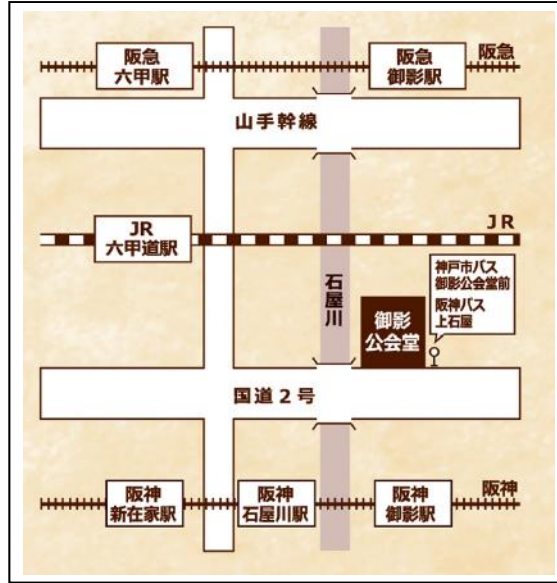 阪急
六甲駅
阪急
御影駅
阪急
山手幹線
JR
六甲道駅
JR
石屋川
神戸市バス
御影公会堂前
阪神バス
上石屋
御影
公会堂
国道2号
阪神
新在家駅
阪神
石屋川駅
阪神
御影駅
阪神